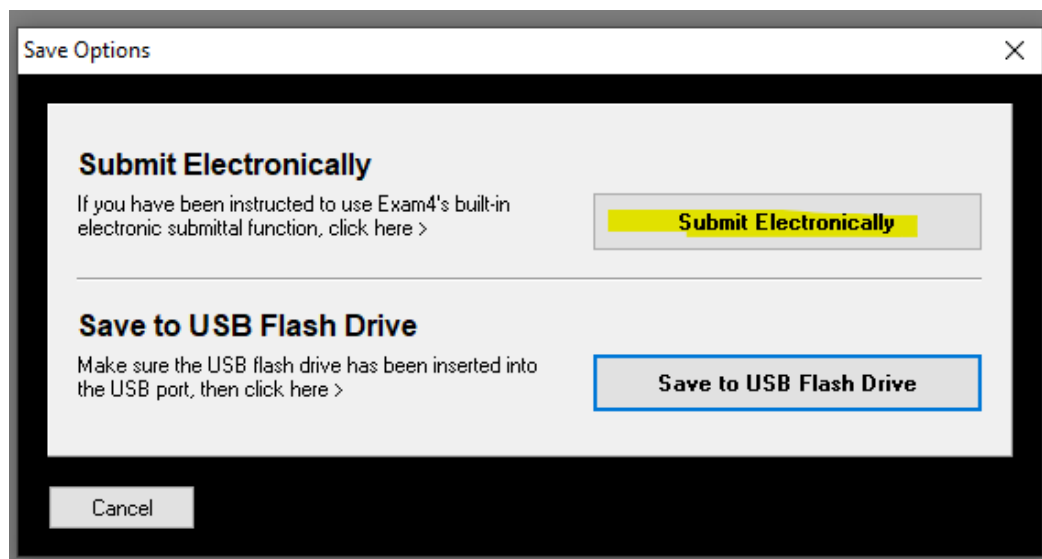 Save Options
Submit Electronically
If you have been instructed to use Exam4's built-in
electronic submittal function, click here >
Submit Electronically
Save to USB Flash Drive
Make sure the USB flash drive has been inserted into
the USB port, then click here >
Save to USB Flash Drive
Cancel